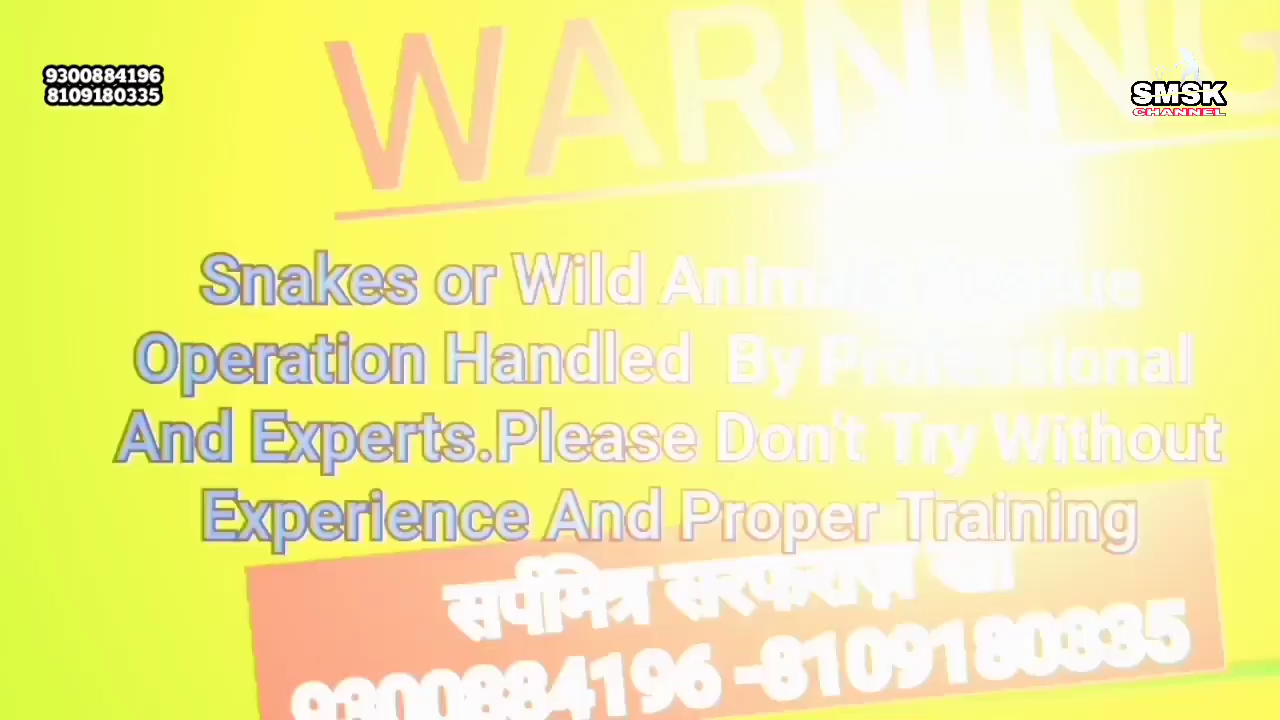 9300884196
8109180335
SMSK
CHANNEL
WARNING
Snakes or Wild Animals Rescue
Operation Handled By Professional
And Experts.Please Don't Try Without
Experience And Proper Training
सर्पमित्र सरफराज़ खान
9300884196 -8109180335